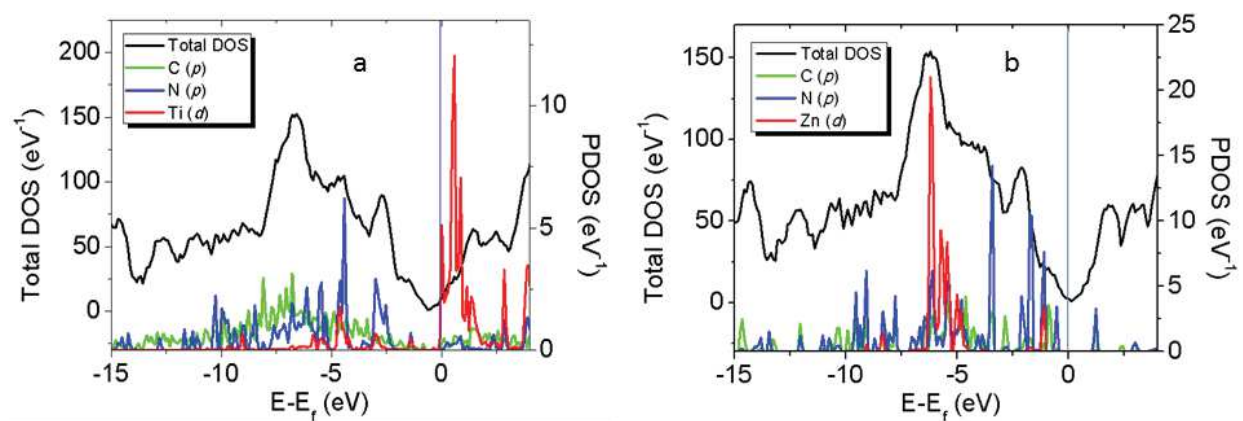 a
Total DOS
C (p)
N (p)
Ti (d)
200
150
100
50
0
Total DOS (eV⁻¹)
10
5
0
PDOS (eV⁻¹)
-15
-10
-5
0
E-E_f (eV)
b
Total DOS
C (p)
N (p)
Zn (d)
150
100
50
0
Total DOS (eV⁻¹)
25
20
15
10
5
0
PDOS (eV⁻¹)
-15
-10
-5
0
E-E_f (eV)